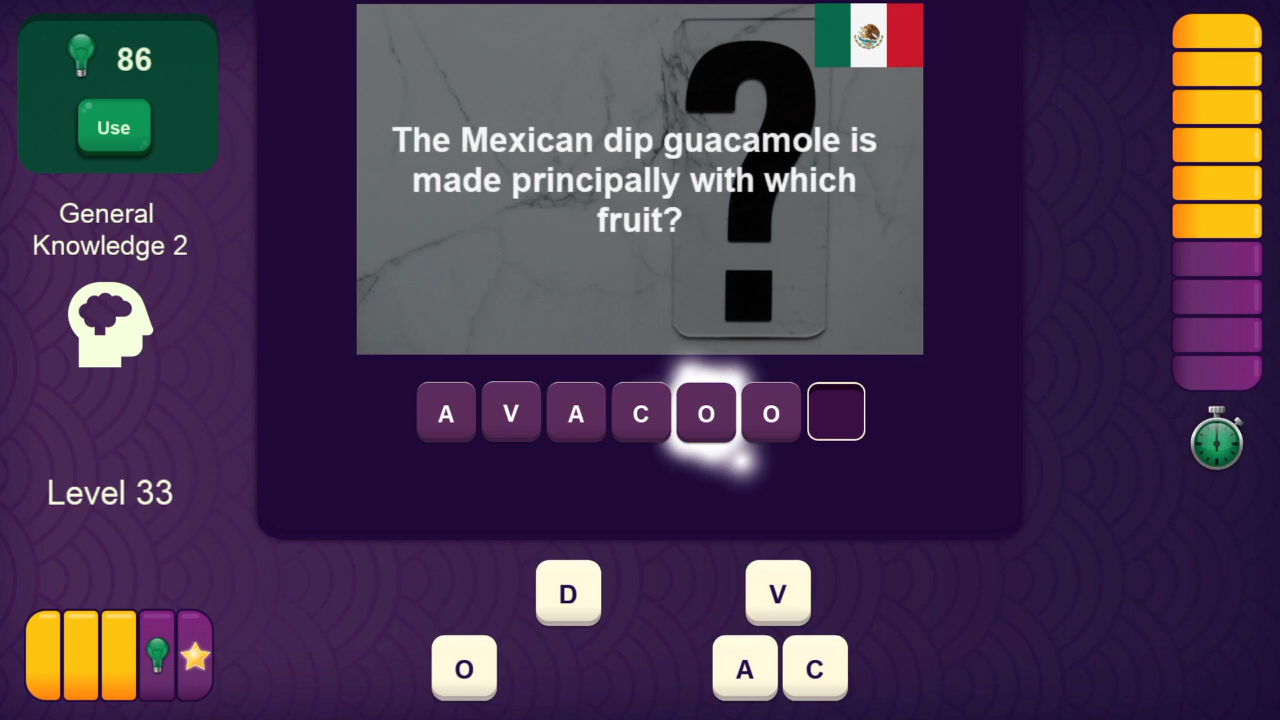 86
Use
General
Knowledge 2
Level 33
The Mexican dip guacamole is
made principally with which
fruit?
A V A C O O
D V
O A C